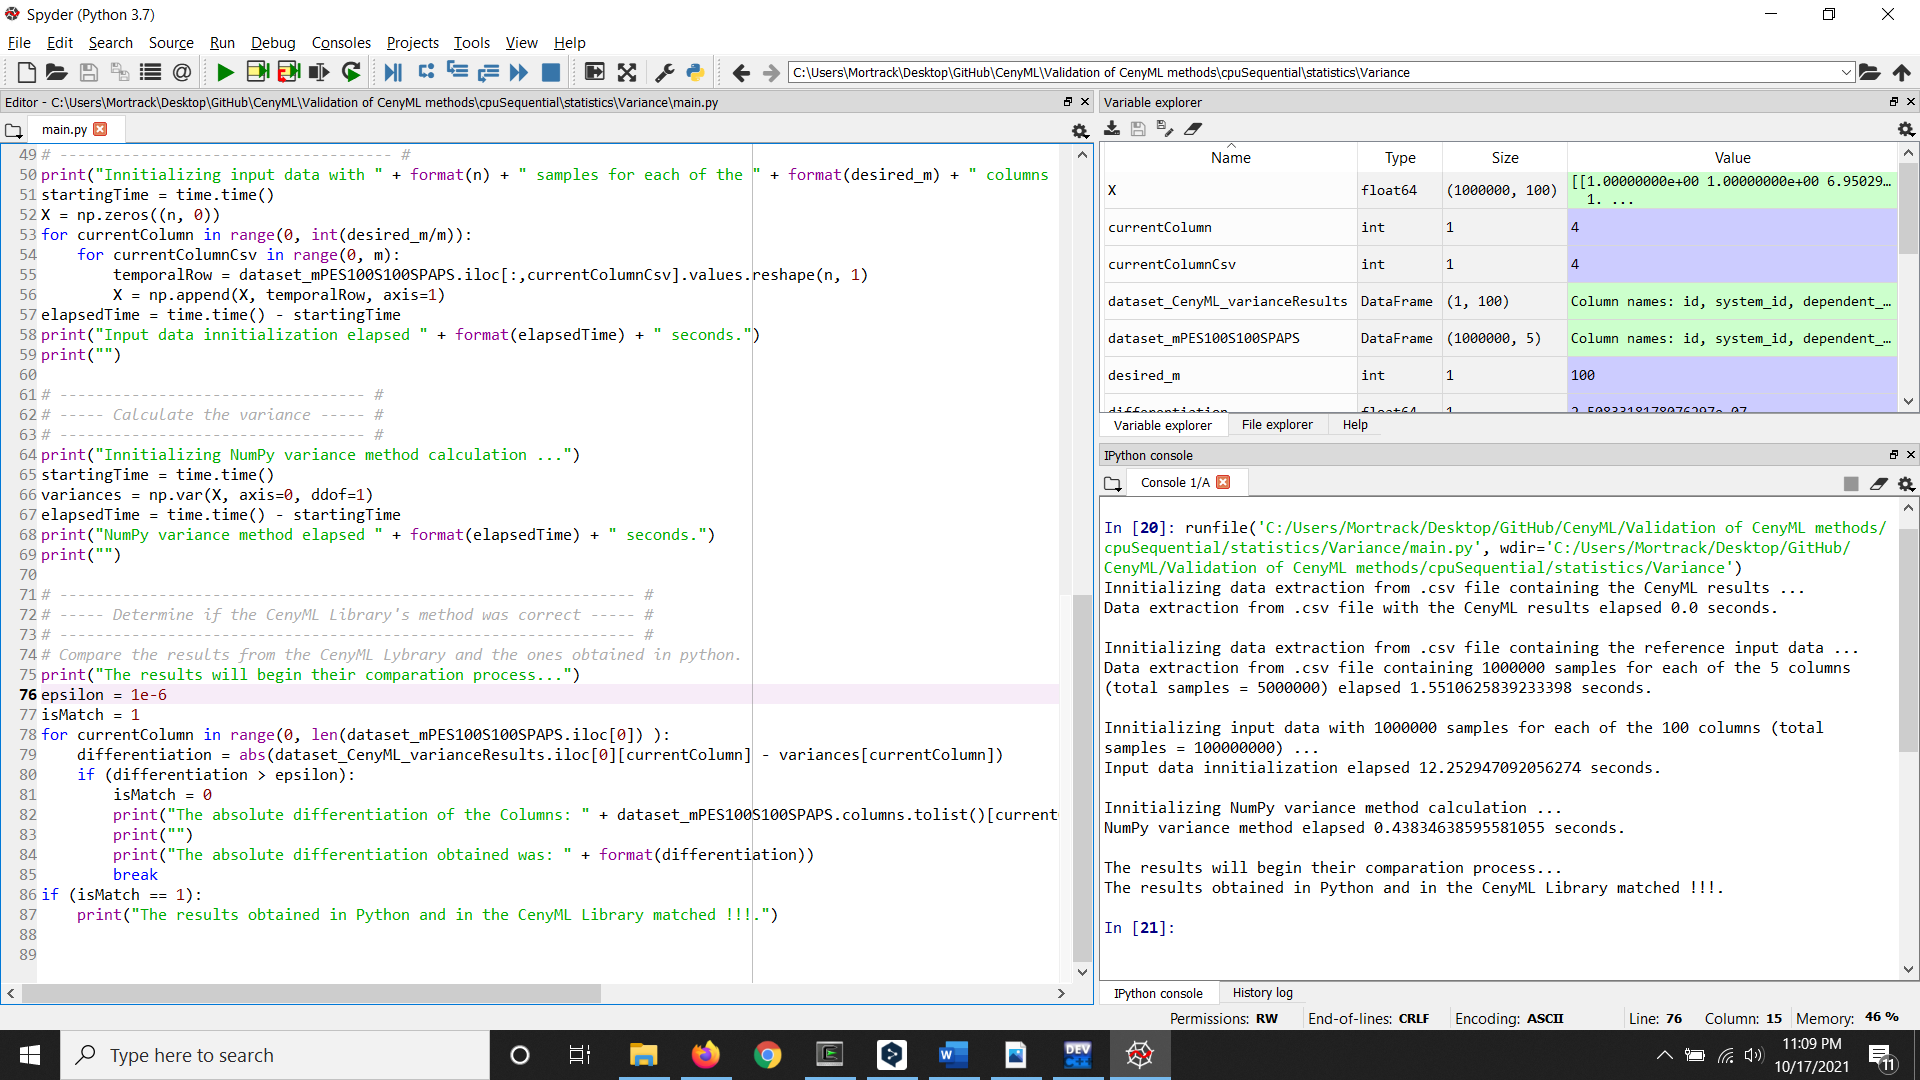 Spyder (Python 3.7)
File Edit Search Source Run Debug Consoles Projects Tools View Help
C:\Users\Mortrack\Desktop\GitHub\CenyML\Validation of CenyML methods\cpuSequential\statistics\Variance
Editor - C:\Users\Mortrack\Desktop\GitHub\CenyML\Validation of CenyML methods\cpuSequential\statistics\Variance\main.py
main.py
49 # ------------------------------------- #
50 print("Innitializing input data with " + format(n) + " samples for each of the " + format(desired_m) + " columns
51 startingTime = time.time()
52 X = np.zeros((n, 0))
53 for currentColumn in range(0, int(desired_m/m)):
54     for currentColumnCsv in range(0, m):
55         temporalRow = dataset_mPES100S100SPAPS.iloc[:,currentColumnCsv].values.reshape(n, 1)
56         X = np.append(X, temporalRow, axis=1)
57 elapsedTime = time.time() - startingTime
58 print("Input data innitialization elapsed " + format(elapsedTime) + " seconds.")
59 print("")
60
61 # ---------------------------------- #
62 # ----- Calculate the variance ----- #
63 # ---------------------------------- #
64 print("Innitializing NumPy variance method calculation ...")
65 startingTime = time.time()
66 variances = np.var(X, axis=0, ddof=1)
67 elapsedTime = time.time() - startingTime
68 print("NumPy variance method elapsed " + format(elapsedTime) + " seconds.")
69 print("")
70
71 # ---------------------------------------------------------------- #
72 # ----- Determine if the CenyML Library's method was correct ----- #
73 # ---------------------------------------------------------------- #
74 # Compare the results from the CenyML Lybrary and the ones obtained in python.
75 print("The results will begin their comparation process...")
76 epsilon = 1e-6
77 isMatch = 1
78 for currentColumn in range(0, len(dataset_mPES100S100SPAPS.iloc[0]) ):
79     differentiation = abs(dataset_CenyML_varianceResults.iloc[0][currentColumn] - variances[currentColumn])
80     if (differentiation > epsilon):
81         isMatch = 0
82         print("The absolute differentiation of the Columns: " + dataset_mPES100S100SPAPS.columns.tolist()[current
83         print("")
84         print("The absolute differentiation obtained was: " + format(differentiation))
85         break
86 if (isMatch == 1):
87     print("The results obtained in Python and in the CenyML Library matched !!!.")
88
89
Variable explorer
Name Type Size Value
X float64 (1000000, 100) [[1.00000000e+00 1.00000000e+00 6.95029…
1. ...
currentColumn int 1 4
currentColumnCsv int 1 4
dataset_CenyML_varianceResults DataFrame (1, 100) Column names: id, system_id, dependent_…
dataset_mPES100S100SPAPS DataFrame (1000000, 5) Column names: id, system_id, dependent_…
desired_m int 1 100
differentiation float64 1 2.5083318178076297e-07
Variable explorer File explorer Help
IPython console
Console 1/A
In [20]: runfile('C:/Users/Mortrack/Desktop/GitHub/CenyML/Validation of CenyML methods/
cpuSequential/statistics/Variance/main.py', wdir='C:/Users/Mortrack/Desktop/GitHub/
CenyML/Validation of CenyML methods/cpuSequential/statistics/Variance')
Innitializing data extraction from .csv file containing the CenyML results ...
Data extraction from .csv file with the CenyML results elapsed 0.0 seconds.
Innitializing data extraction from .csv file containing the reference input data ...
Data extraction from .csv file containing 1000000 samples for each of the 5 columns
(total samples = 5000000) elapsed 1.5510625839233398 seconds.
Innitializing input data with 1000000 samples for each of the 100 columns (total
samples = 100000000) ...
Input data innitialization elapsed 12.252947092056274 seconds.
Innitializing NumPy variance method calculation ...
NumPy variance method elapsed 0.43834638595581055 seconds.
The results will begin their comparation process...
The results obtained in Python and in the CenyML Library matched !!!.
In [21]:
IPython console History log
Permissions: RW End-of-lines: CRLF Encoding: ASCII Line: 76 Column: 15 Memory: 46 %
Type here to search
W
DEV C++
11:09 PM
10/17/2021
11